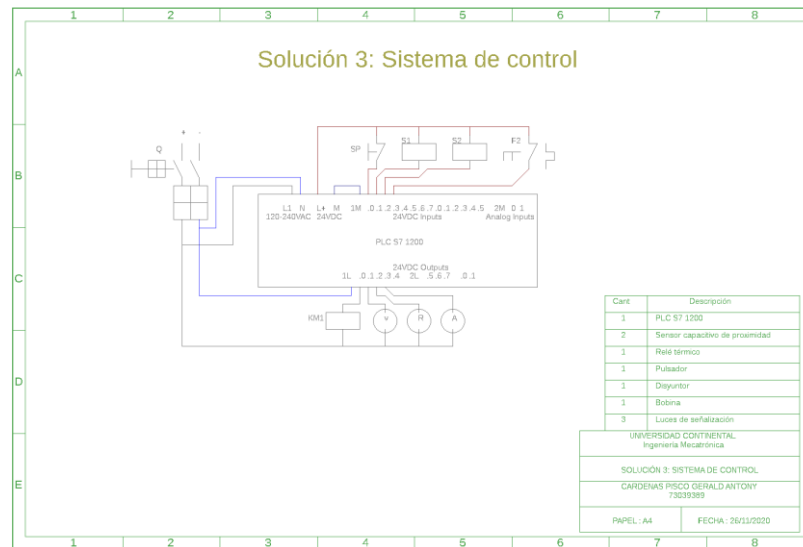 1 2 3 4 5 6 7 8
A
Solución 3: Sistema de control
+ -
Q
SP S1 S2 F2
B
L1 N L+ M 1M .0 .1 .2 .3 .4 .5 .6 .7 .0 .1 .2 .3 .4 .5 2M 0 1
120-240VAC 24VDC 24VDC Inputs Analog Inputs
PLC S7 1200
C
24VDC Outputs
1L .0 .1 .2 .3 .4 2L .5 .6 .7 .0 .1
KM1 v R A
Cant Descripción
1 PLC S7 1200
2 Sensor capacitivo de proximidad
1 Relé térmico
1 Pulsador
D
1 Disyuntor
1 Bobina
3 Luces de señalización
UNIVERSIDAD CONTINENTAL
Ingeniería Mecatrónica
SOLUCIÓN 3: SISTEMA DE CONTROL
E
CARDENAS PISCO GERALD ANTONY
73039389
PAPEL : A4 FECHA : 26/11/2020
1 2 3 4 5 6 7 8